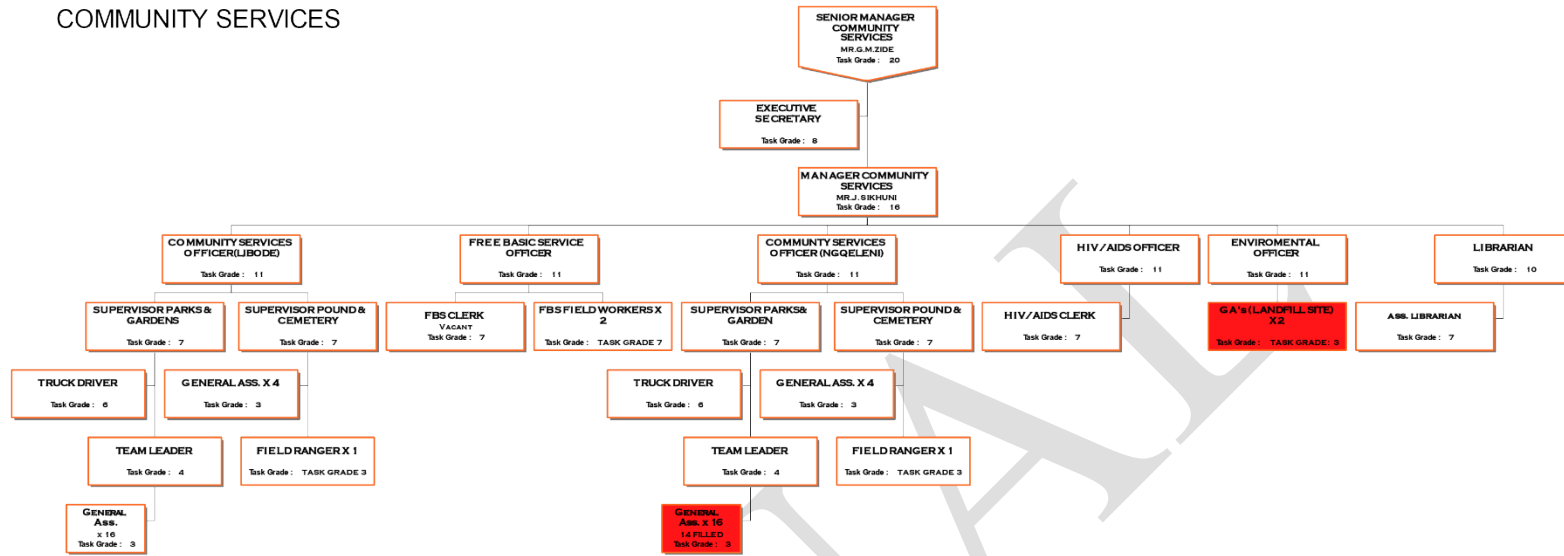 COMMUNITY SERVICES
SENIOR MANAGER
COMMUNITY
SERVICES
MR.G.M.ZIDE
Task Grade : 20
EXECUTIVE
SECRETARY
Task Grade : 8
MANAGER COMMUNITY
SERVICES
MR.J.SIKHUNI
Task Grade : 16
COMMUNITY SERVICES
OFFICER(LIBODE)
Task Grade : 11
FREE BASIC SERVICE
OFFICER
Task Grade : 11
COMMUNTY SERVICES
OFFICER (NGQELENI)
Task Grade : 11
HIV/AIDS OFFICER
Task Grade : 11
ENVIROMENTAL
OFFICER
Task Grade : 11
LIBRARIAN
Task Grade : 10
SUPERVISOR PARKS &
GARDENS
Task Grade : 7
SUPERVISOR POUND &
CEMETERY
Task Grade : 7
FBS CLERK
VACANT
Task Grade : 7
FBS FIELD WORKERS X
2
Task Grade : TASK GRADE 7
SUPERVISOR PARKS&
GARDEN
Task Grade : 7
SUPERVISOR POUND &
CEMETERY
Task Grade : 7
HIV/AIDS CLERK
Task Grade : 7
GA's (LANDFILL SITE)
X2
Task Grade : TASK GRADE: 3
ASS. LIBRARIAN
Task Grade : 7
TRUCK DRIVER
Task Grade : 6
GENERAL ASS. X 4
Task Grade : 3
TRUCK DRIVER
Task Grade : 6
GENERAL ASS. X 4
Task Grade : 3
TEAM LEADER
Task Grade : 4
FIELD RANGER X 1
Task Grade : TASK GRADE 3
TEAM LEADER
Task Grade : 4
FIELD RANGER X 1
Task Grade : TASK GRADE 3
GENERAL
ASS.
x 16
Task Grade : 3
GENERAL
ASS. X 16
14 FILLED
Task Grade : 3